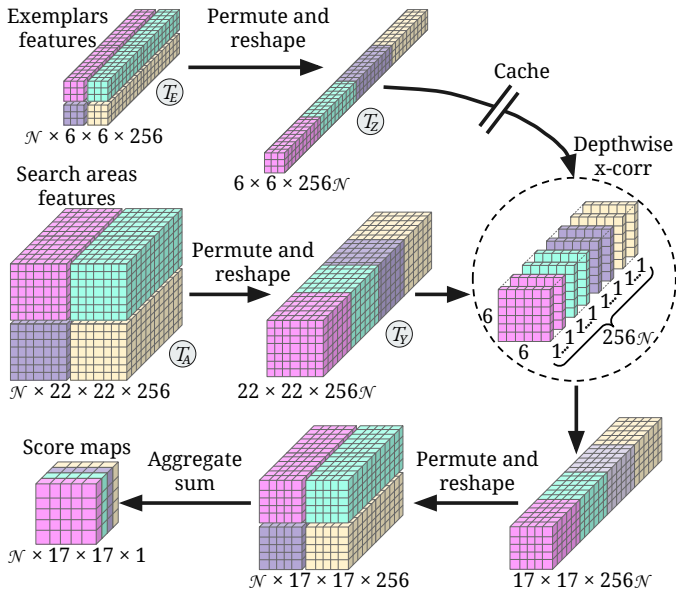 Exemplars
features
Permute and
reshape
T_E
𝒩 × 6 × 6 × 256
T_Z
6 × 6 × 256𝒩
Cache
Depthwise
x-corr
Search areas
features
Permute and
reshape
T_A
𝒩 × 22 × 22 × 256
T_Y
22 × 22 × 256𝒩
6
6
1...1 1...1 1...1 1...1
256𝒩
Score maps
Aggregate
sum
Permute and
reshape
𝒩 × 17 × 17 × 1
𝒩 × 17 × 17 × 256
17 × 17 × 256𝒩